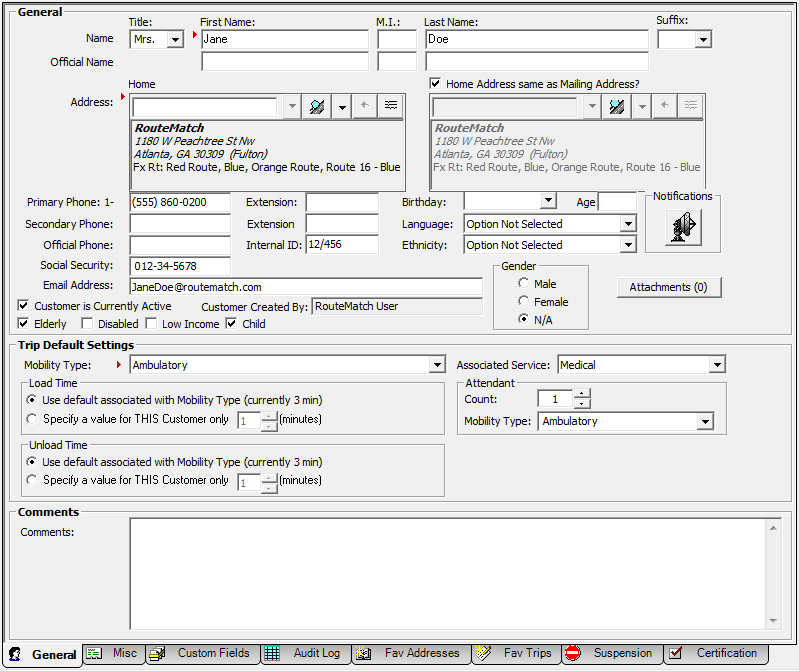 General
Title: First Name: M.I.: Last Name: Suffix:
Name Mrs. Jane Doe
Official Name
Home Home Address same as Mailing Address?
Address:
RouteMatch RouteMatch
1180 W Peachtree St Nw 1180 W Peachtree St Nw
Atlanta, GA 30309 (Fulton) Atlanta, GA 30309 (Fulton)
Fx Rt: Red Route, Blue, Orange Route, Route 16 - Blue Fx Rt: Red Route, Blue, Orange Route, Route 16 - Blue
Primary Phone: 1- (555) 860-0200 Extension: Birthday: Age Notifications
Secondary Phone: Extension Language: Option Not Selected
Official Phone: Internal ID: 12/456 Ethnicity: Option Not Selected
Social Security: 012-34-5678 Gender
Email Address: JaneDoe@routematch.com Male Attachments (0)
Customer is Currently Active Customer Created By: RouteMatch User Female
Elderly Disabled Low Income Child N/A
Trip Default Settings
Mobility Type: Ambulatory Associated Service: Medical
Load Time Attendant
Use default associated with Mobility Type (currently 3 min) Count: 1
Specify a value for THIS Customer only 1 (minutes) Mobility Type: Ambulatory
Unload Time
Use default associated with Mobility Type (currently 3 min)
Specify a value for THIS Customer only 1 (minutes)
Comments
Comments:
General Misc Custom Fields Audit Log Fav Addresses Fav Trips Suspension Certification